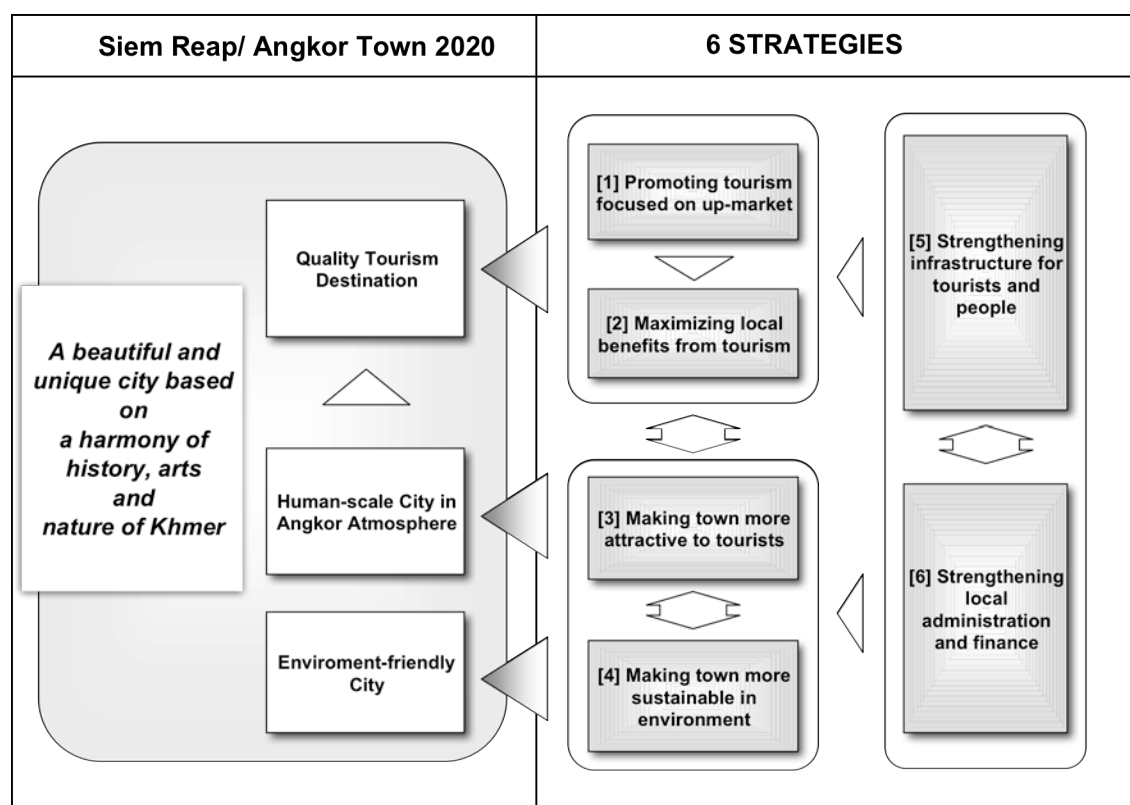 Siem Reap/ Angkor Town 2020
6 STRATEGIES
A beautiful and
unique city based
on
a harmony of
history, arts
and
nature of Khmer
Quality Tourism
Destination
Human-scale City in
Angkor Atmosphere
Enviroment-friendly
City
[1] Promoting tourism
focused on up-market
[2] Maximizing local
benefits from tourism
[3] Making town more
attractive to tourists
[4] Making town more
sustainable in
environment
[5] Strengthening
infrastructure for
tourists and
people
[6] Strengthening
local
administration
and finance